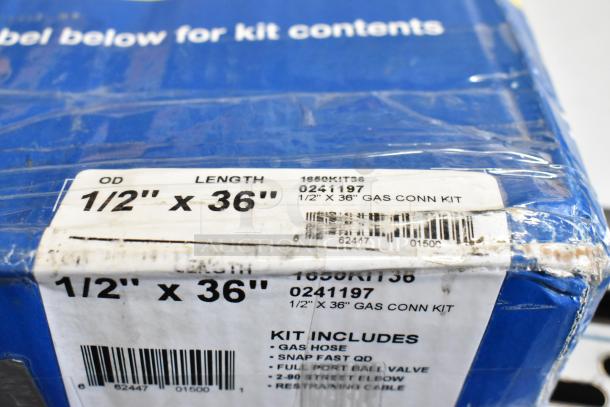 bel below for kit contents
OD LENGTH 1650KIT36
1/2" x 36" 0241197
1/2" X 36" GAS CONN KIT
6 62447 01500
LENGTH 1650KIT36
1/2" x 36" 0241197
1/2" X 36" GAS CONN KIT
KIT INCLUDES
• GAS HOSE
• SNAP FAST QD
• FULL PORT BALL VALVE
• 2-90 STREET ELBOW
• RESTRAINING CABLE
6 62447 01500 1